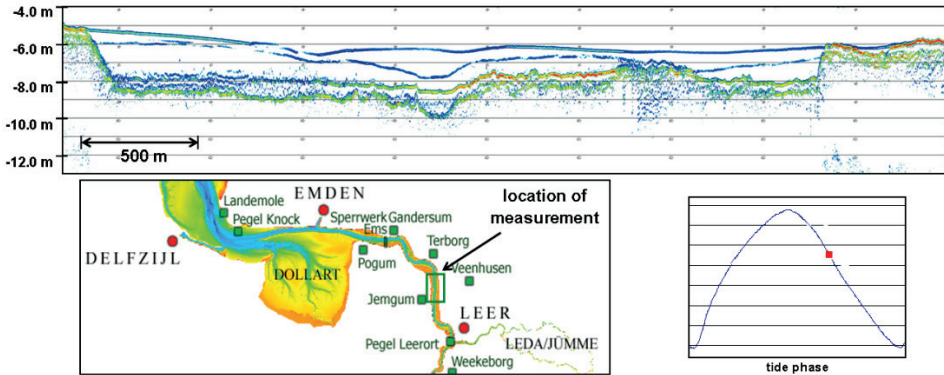 -4.0 m
-6.0 m
-8.0 m
-10.0 m
-12.0 m
500 m
location of
measurement
EMDEN
Landemole
Pegel Knock
Sperrwerk Gandersum
Ems
Terborg
DELFZIJL
Pogum
Veenhusen
DOLLART
Jemgum
LEER
Pegel Leerort
LEDA/JÜMME
Weekeborg
tide phase